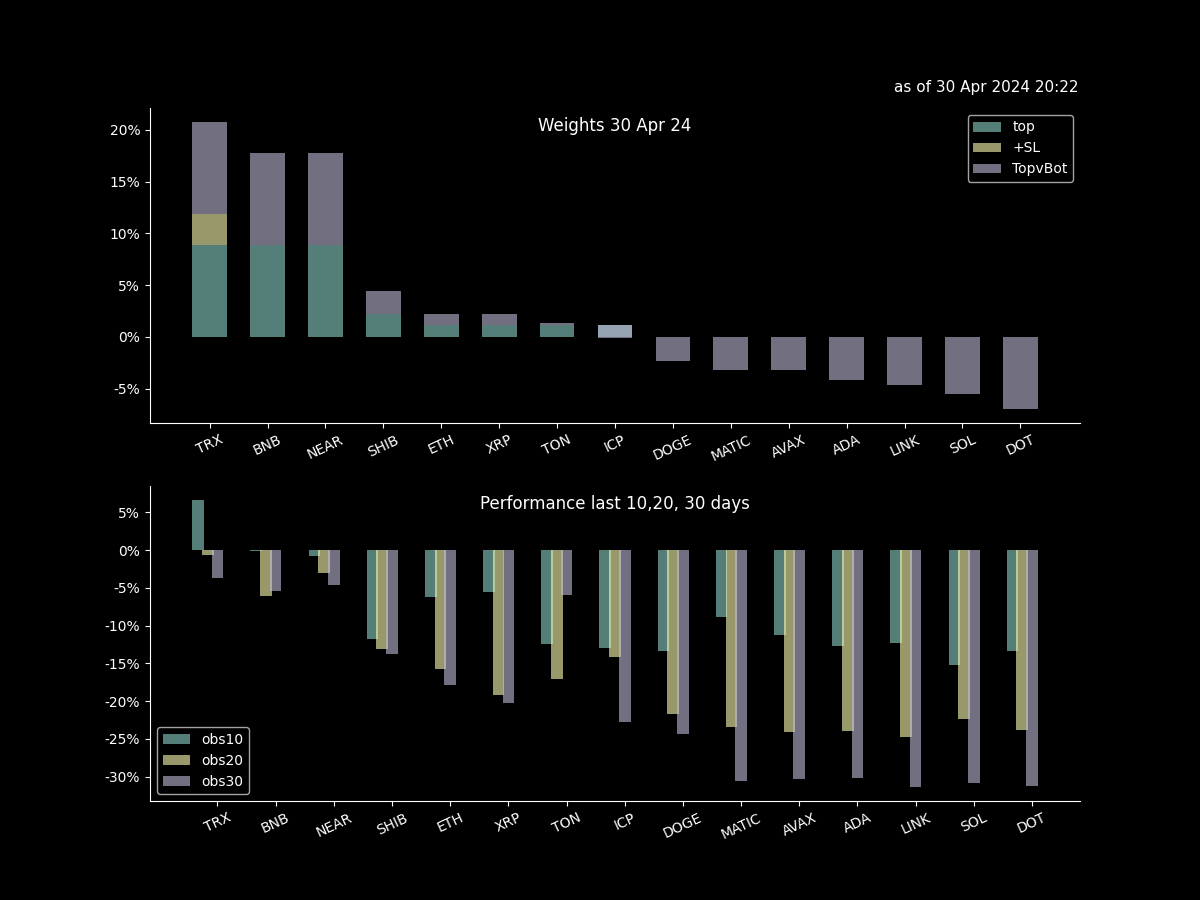 as of 30 Apr 2024 20:22
Weights 30 Apr 24
top
+SL
TopvBot
20%
15%
10%
5%
0%
-5%
TRX BNB NEAR SHIB ETH XRP TON ICP DOGE MATIC AVAX ADA LINK SOL DOT
Performance last 10,20, 30 days
5%
0%
-5%
-10%
-15%
-20%
-25%
-30%
obs10
obs20
obs30
TRX BNB NEAR SHIB ETH XRP TON ICP DOGE MATIC AVAX ADA LINK SOL DOT